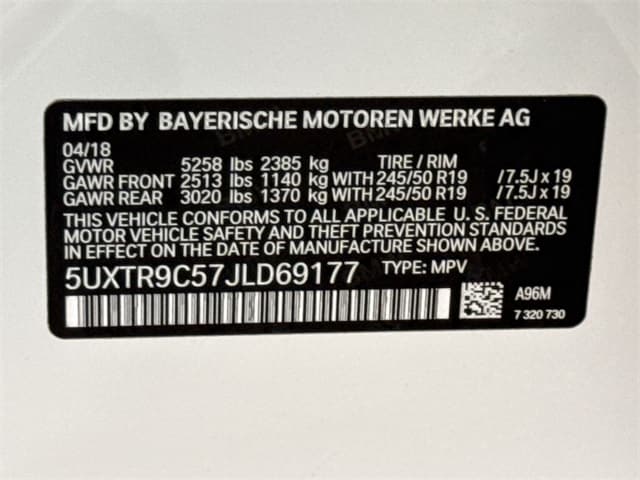 MFD BY BAYERISCHE MOTOREN WERKE AG
04/18
GVWR 5258 lbs 2385 kg TIRE / RIM
GAWR FRONT 2513 lbs 1140 kg WITH 245/50 R19 /7.5J x 19
GAWR REAR 3020 lbs 1370 kg WITH 245/50 R19 /7.5J x 19
THIS VEHICLE CONFORMS TO ALL APPLICABLE U. S. FEDERAL
MOTOR VEHICLE SAFETY AND THEFT PREVENTION STANDARDS
IN EFFECT ON THE DATE OF MANUFACTURE SHOWN ABOVE.
5UXTR9C57JLD69177 TYPE: MPV
A96M
7 320 730